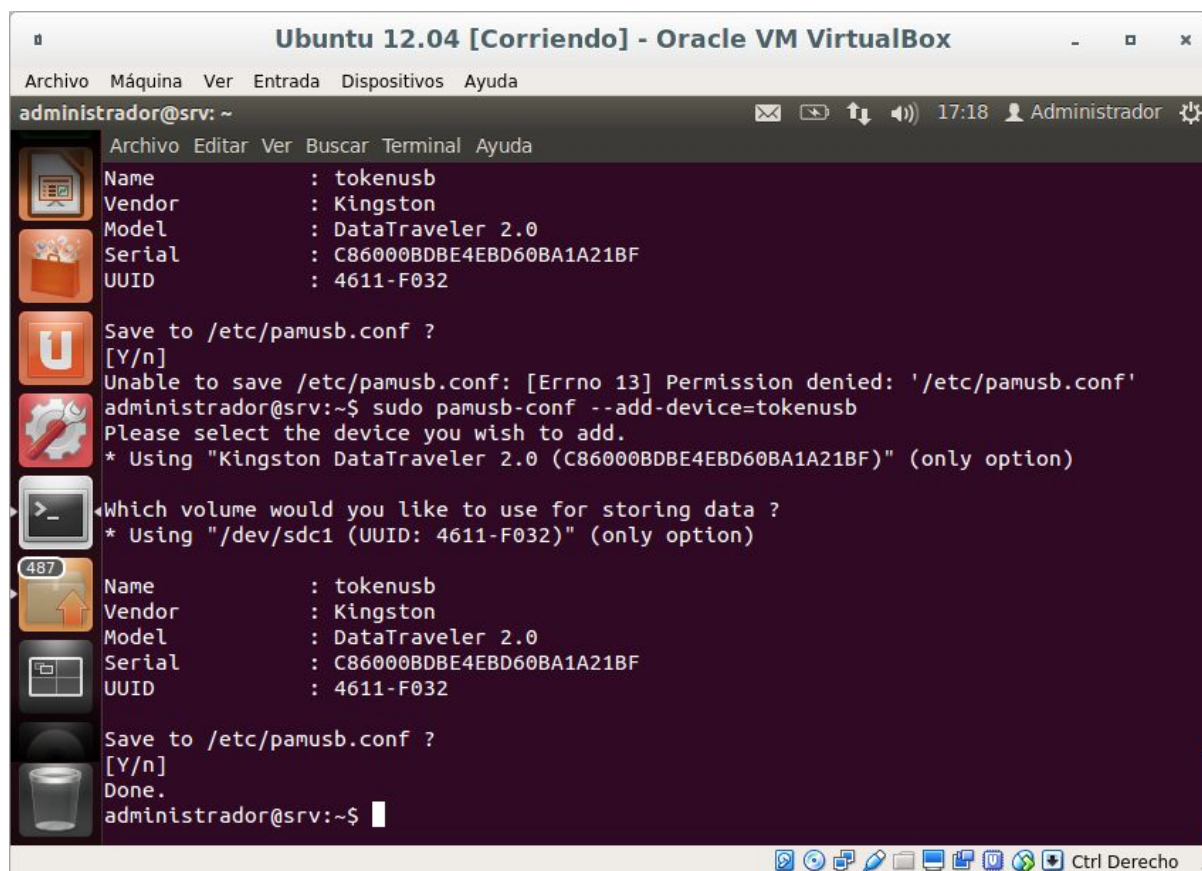 Ubuntu 12.04 [Corriendo] - Oracle VM VirtualBox
Archivo Máquina Ver Entrada Dispositivos Ayuda
administrador@srv: ~ 17:18 Administrador
Archivo Editar Ver Buscar Terminal Ayuda
Name : tokenusb
Vendor : Kingston
Model : DataTraveler 2.0
Serial : C86000BDBE4EBD60BA1A21BF
UUID : 4611-F032
Save to /etc/pamusb.conf ?
[Y/n]
Unable to save /etc/pamusb.conf: [Errno 13] Permission denied: '/etc/pamusb.conf'
administrador@srv:~$ sudo pamusb-conf --add-device=tokenusb
Please select the device you wish to add.
* Using "Kingston DataTraveler 2.0 (C86000BDBE4EBD60BA1A21BF)" (only option)
Which volume would you like to use for storing data ?
* Using "/dev/sdc1 (UUID: 4611-F032)" (only option)
487
Name : tokenusb
Vendor : Kingston
Model : DataTraveler 2.0
Serial : C86000BDBE4EBD60BA1A21BF
UUID : 4611-F032
Save to /etc/pamusb.conf ?
[Y/n]
Done.
administrador@srv:~$
Ctrl Derecho